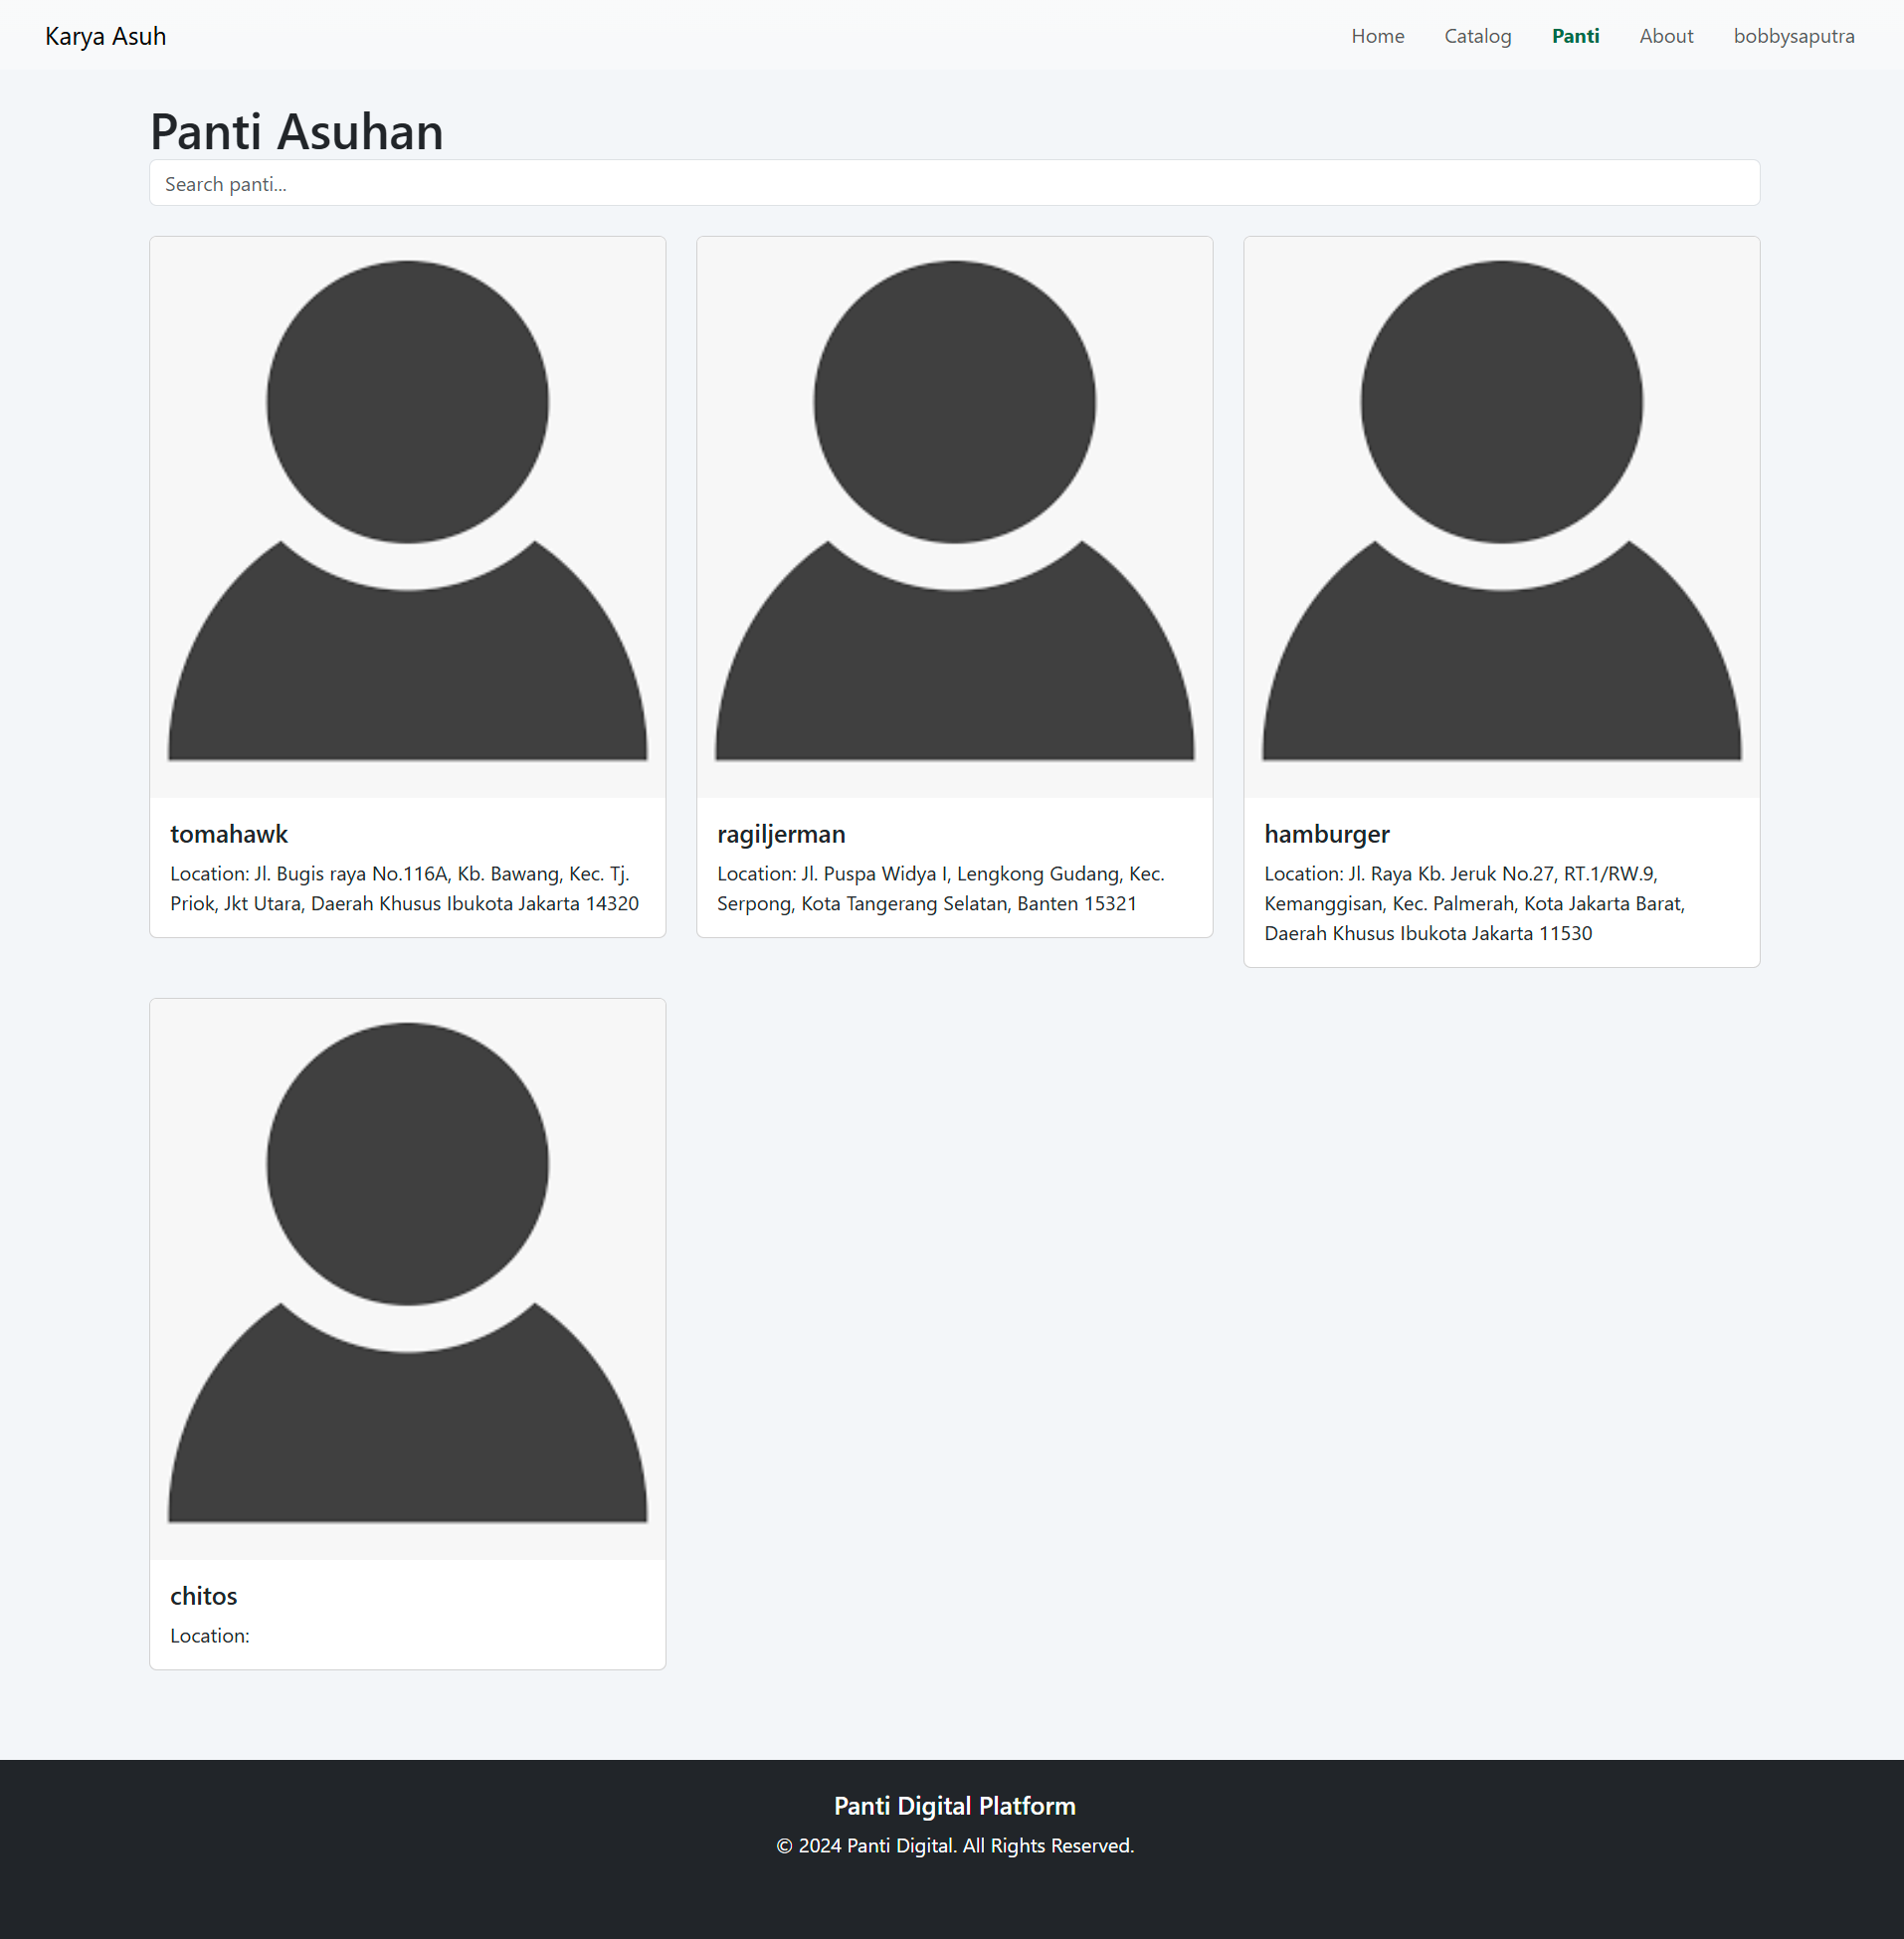 Karya Asuh
Home
Catalog
Panti
About
bobbysaputra
Panti Asuhan
Search panti...
tomahawk
Location: Jl. Bugis raya No.116A, Kb. Bawang, Kec. Tj.
Priok, Jkt Utara, Daerah Khusus Ibukota Jakarta 14320
ragiljerman
Location: Jl. Puspa Widya I, Lengkong Gudang, Kec.
Serpong, Kota Tangerang Selatan, Banten 15321
hamburger
Location: Jl. Raya Kb. Jeruk No.27, RT.1/RW.9,
Kemanggisan, Kec. Palmerah, Kota Jakarta Barat,
Daerah Khusus Ibukota Jakarta 11530
chitos
Location:
Panti Digital Platform
© 2024 Panti Digital. All Rights Reserved.